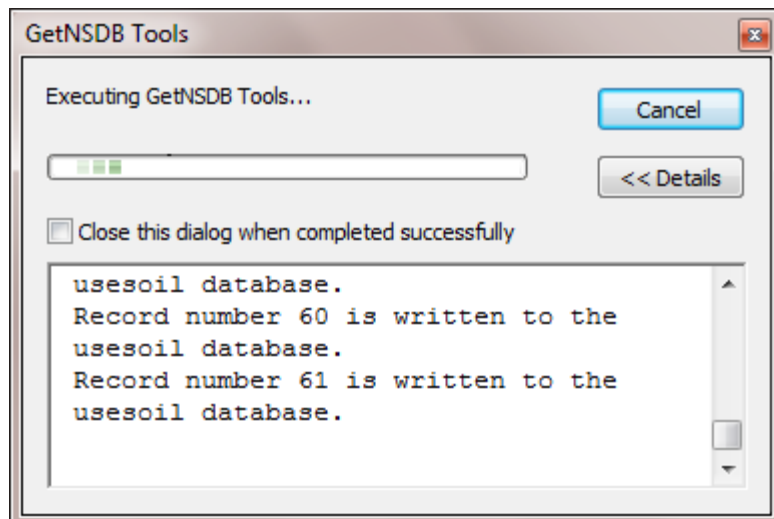 GetNSDB Tools
Executing GetNSDB Tools...
Cancel
<< Details
Close this dialog when completed successfully
usesoil database.
Record number 60 is written to the
usesoil database.
Record number 61 is written to the
usesoil database.